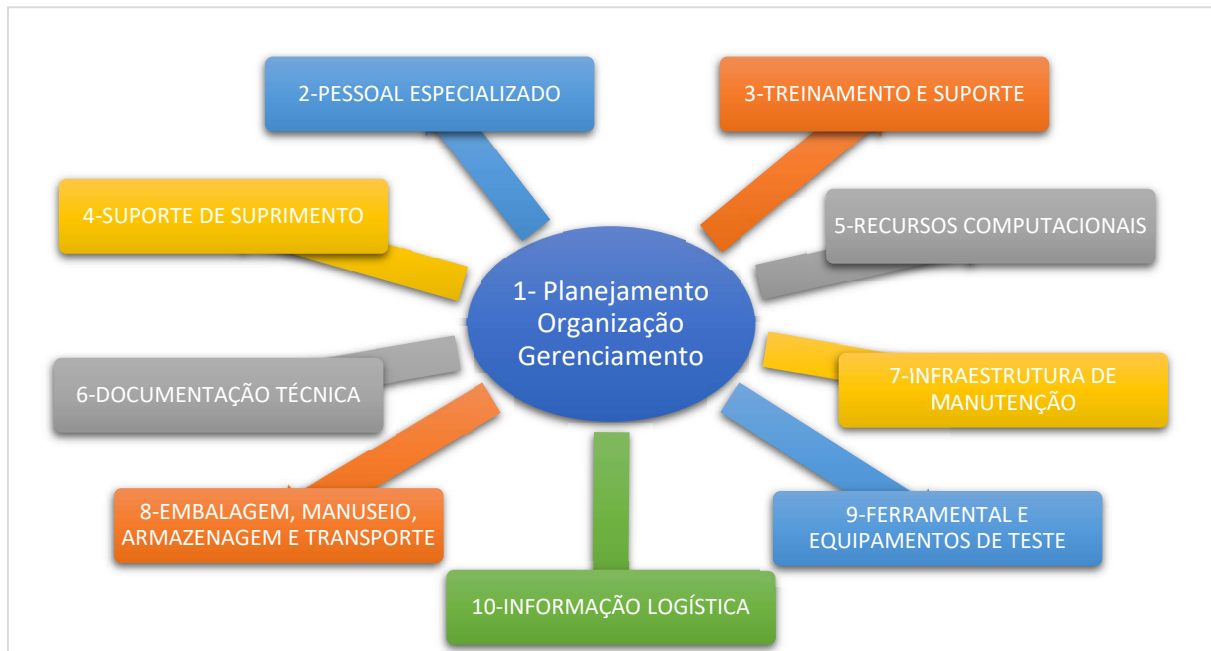 2-PESSOAL ESPECIALIZADO
3-TREINAMENTO E SUPORTE
4-SUPORTE DE SUPRIMENTO
5-RECURSOS COMPUTACIONAIS
1- Planejamento
Organização
Gerenciamento
6-DOCUMENTAÇÃO TÉCNICA
7-INFRAESTRUTURA DE
MANUTENÇÃO
8-EMBALAGEM, MANUSEIO,
ARMAZENAGEM E TRANSPORTE
9-FERRAMENTAL E
EQUIPAMENTOS DE TESTE
10-INFORMAÇÃO LOGÍSTICA